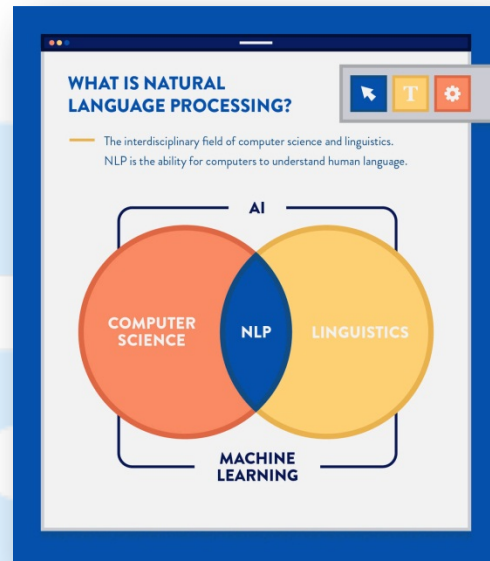 WHAT IS NATURAL
LANGUAGE PROCESSING?
T
The interdisciplinary field of computer science and linguistics.
NLP is the ability for computers to understand human language.
AI
COMPUTER
SCIENCE
NLP
LINGUISTICS
MACHINE
LEARNING